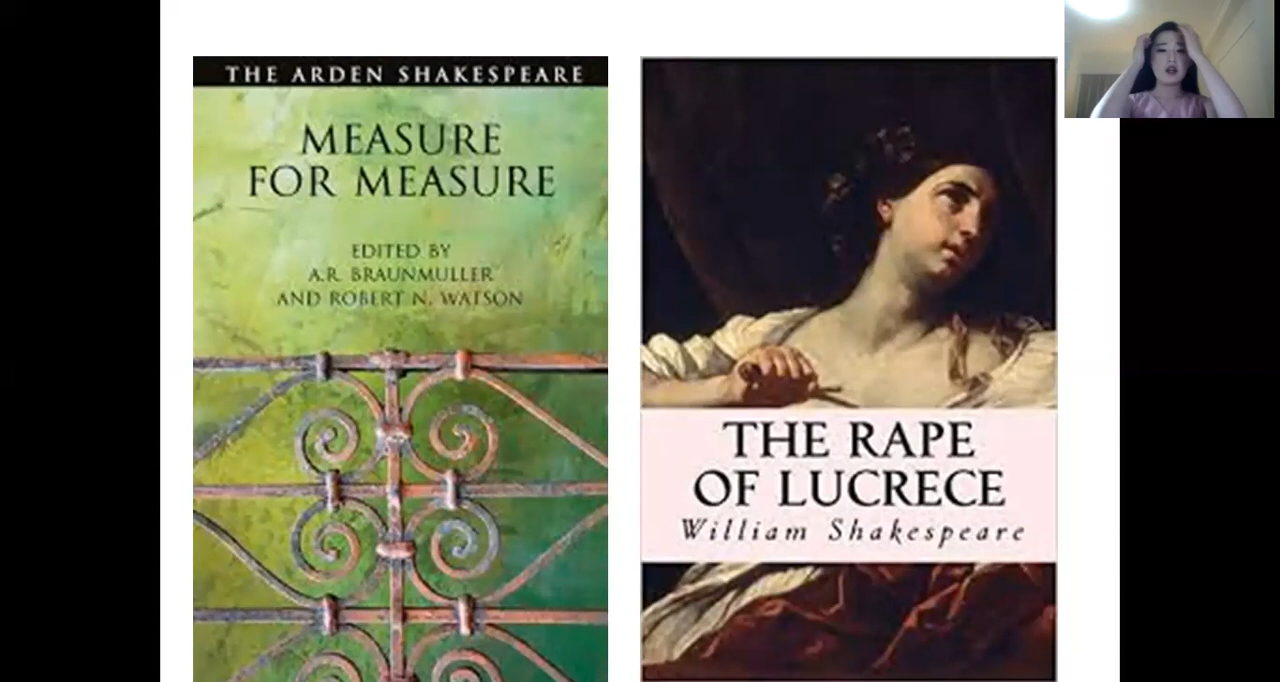 THE ARDEN SHAKESPEARE
MEASURE
FOR MEASURE
EDITED BY
A.R. BRAUNMULLER
AND ROBERT N. WATSON
THE RAPE
OF LUCRECE
William Shakespeare